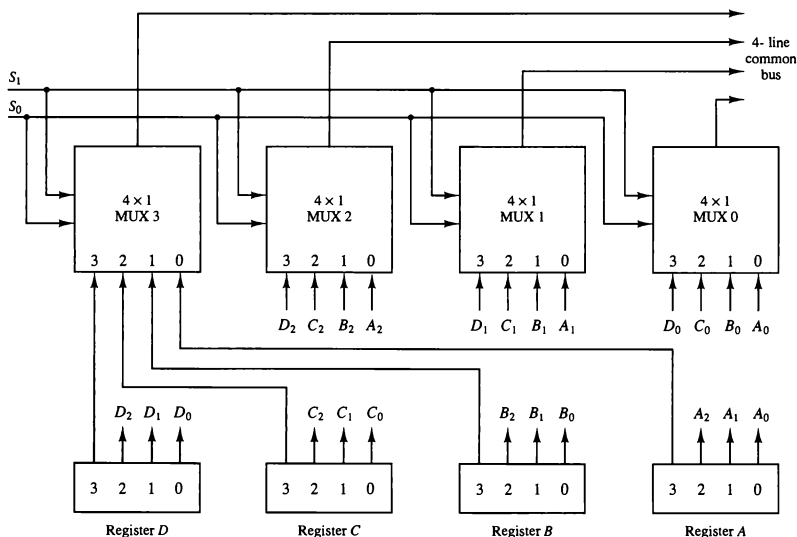 4- line
common
bus
S₁
S₀
4 × 1
MUX 3
3 2 1 0
4 × 1
MUX 2
3 2 1 0
4 × 1
MUX 1
3 2 1 0
4 × 1
MUX 0
3 2 1 0
D₂ C₂ B₂ A₂
D₁ C₁ B₁ A₁
D₀ C₀ B₀ A₀
D₂ D₁ D₀
C₂ C₁ C₀
B₂ B₁ B₀
A₂ A₁ A₀
3 2 1 0
3 2 1 0
3 2 1 0
3 2 1 0
Register D
Register C
Register B
Register A